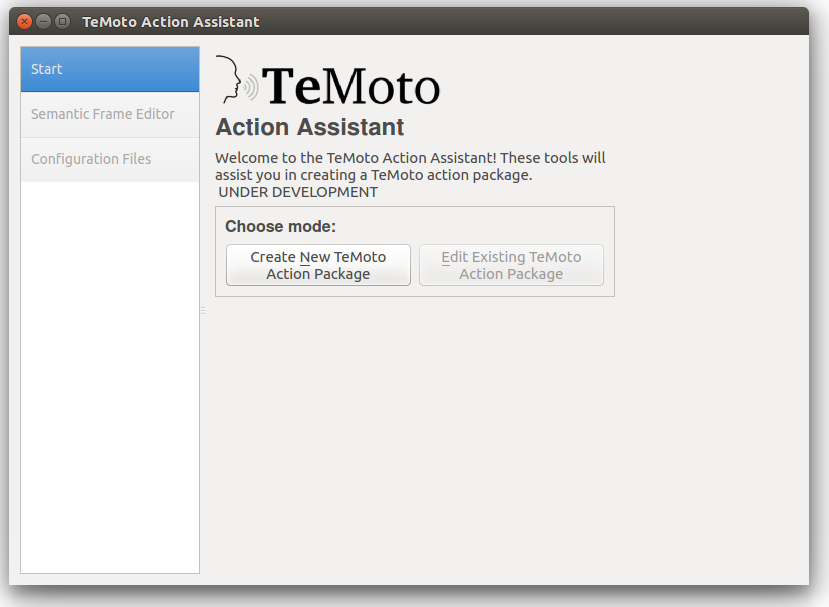 TeMoto Action Assistant
Start
Semantic Frame Editor
Configuration Files
TeMoto
Action Assistant
Welcome to the TeMoto Action Assistant! These tools will
assist you in creating a TeMoto action package.
UNDER DEVELOPMENT
Choose mode:
Create New TeMoto
Action Package
Edit Existing TeMoto
Action Package